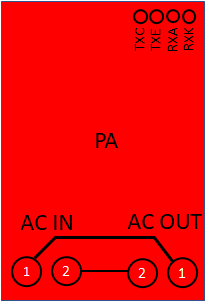 TXC TXE RXA RXK
PA
AC IN AC OUT
1 2 2 1